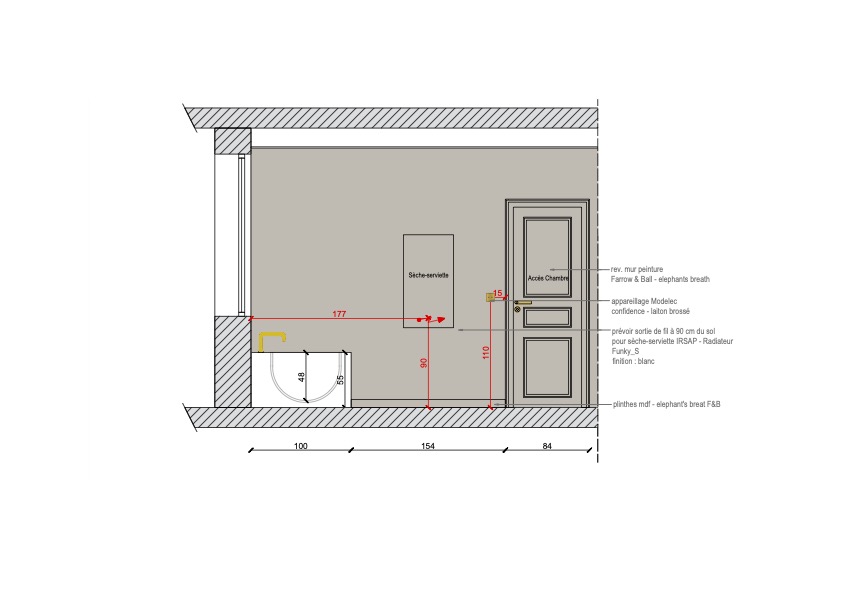 Sèche-serviette
Accès Chambre
rev. mur peinture
Farrow & Ball - elephants breath
15
appareillage Modelec
confidence - laiton brossé
177
prévoir sortie de fil à 90 cm du sol
pour sèche-serviette IRSAP - Radiateur
Funky_S
finition : blanc
90
110
48
55
plinthes mdf - elephant's breat F&B
100
154
84